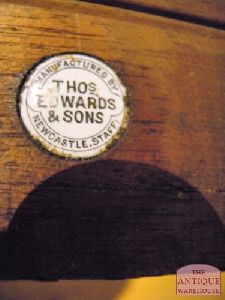 MANUFACTURED BY
THOS.
EDWARDS
& SONS
NEWCASTLE, STAFF.
THE
ANTIQUE
WAREHOUSE